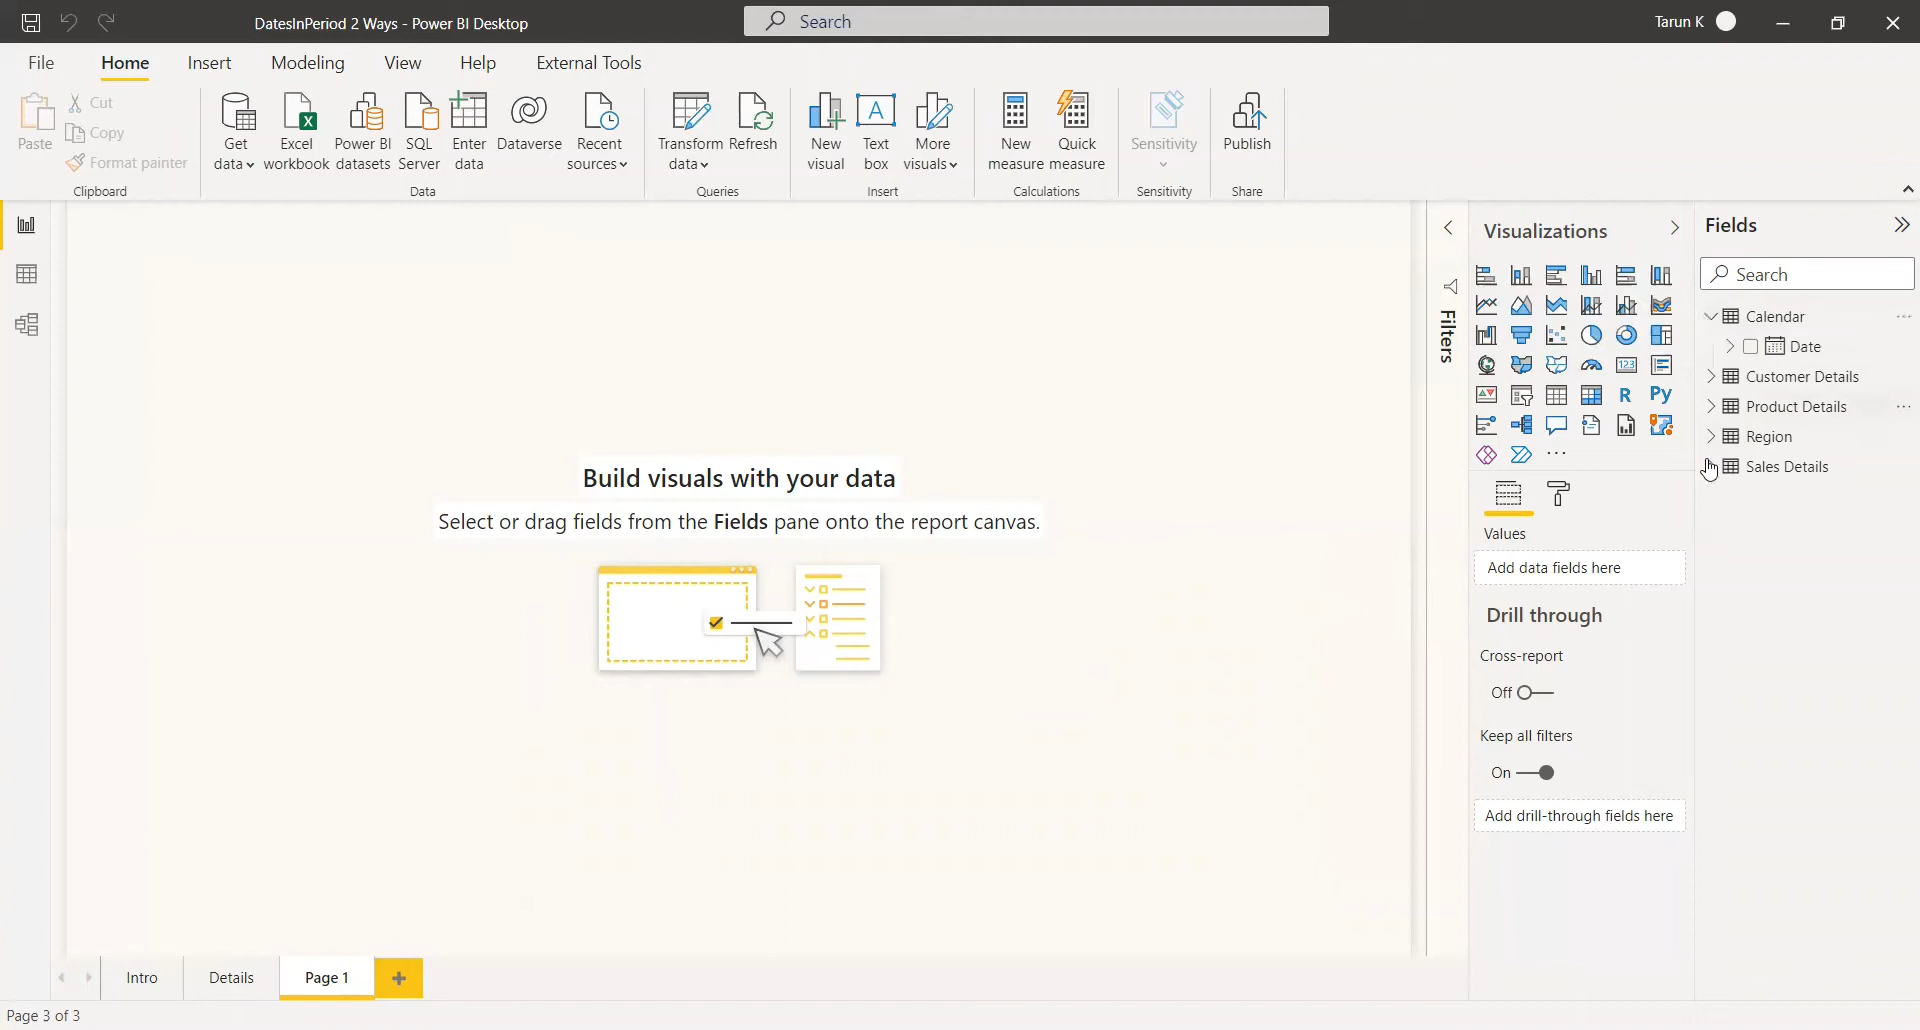 DatesInPeriod 2 Ways - Power BI Desktop
Search
Tarun K
File
Home
Insert
Modeling
View
Help
External Tools
Paste
Cut
Copy
Format painter
Clipboard
Get data
Excel workbook
Power BI datasets
SQL Server
Enter data
Dataverse
Recent sources
Data
Transform data
Refresh
Queries
New visual
A
Text box
More visuals
Insert
New measure
Quick measure
Calculations
Sensitivity
Sensitivity
Publish
Share
Build visuals with your data
Select or drag fields from the Fields pane onto the report canvas.
Filters
Visualizations
123
R
Py
Values
Add data fields here
Drill through
Cross-report
Off
Keep all filters
On
Add drill-through fields here
Fields
Search
Calendar
Date
Customer Details
Product Details
Region
Sales Details
Intro
Details
Page 1
Page 3 of 3